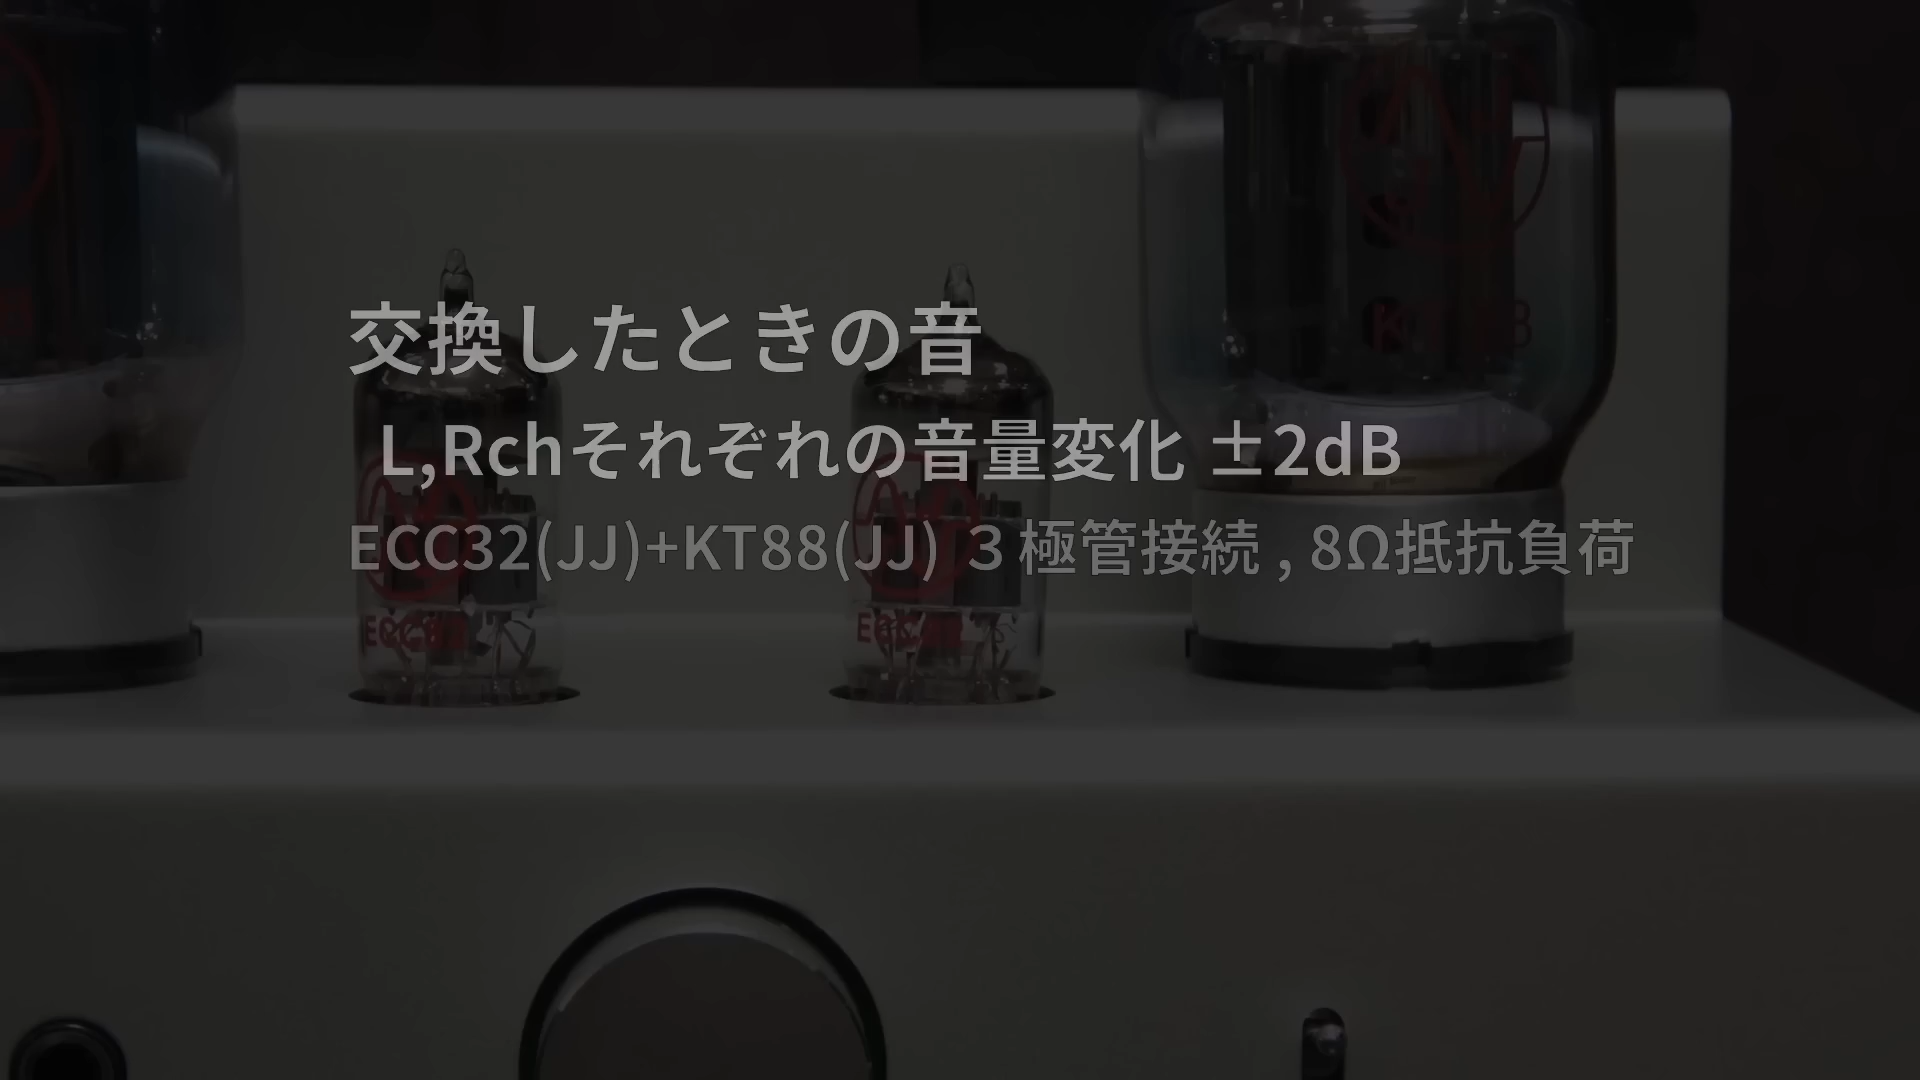 交換したときの音
L,Rchそれぞれの音量変化 ±2dB
ECC32(JJ)+KT88(JJ) ３極管接続 , 8Ω抵抗負荷